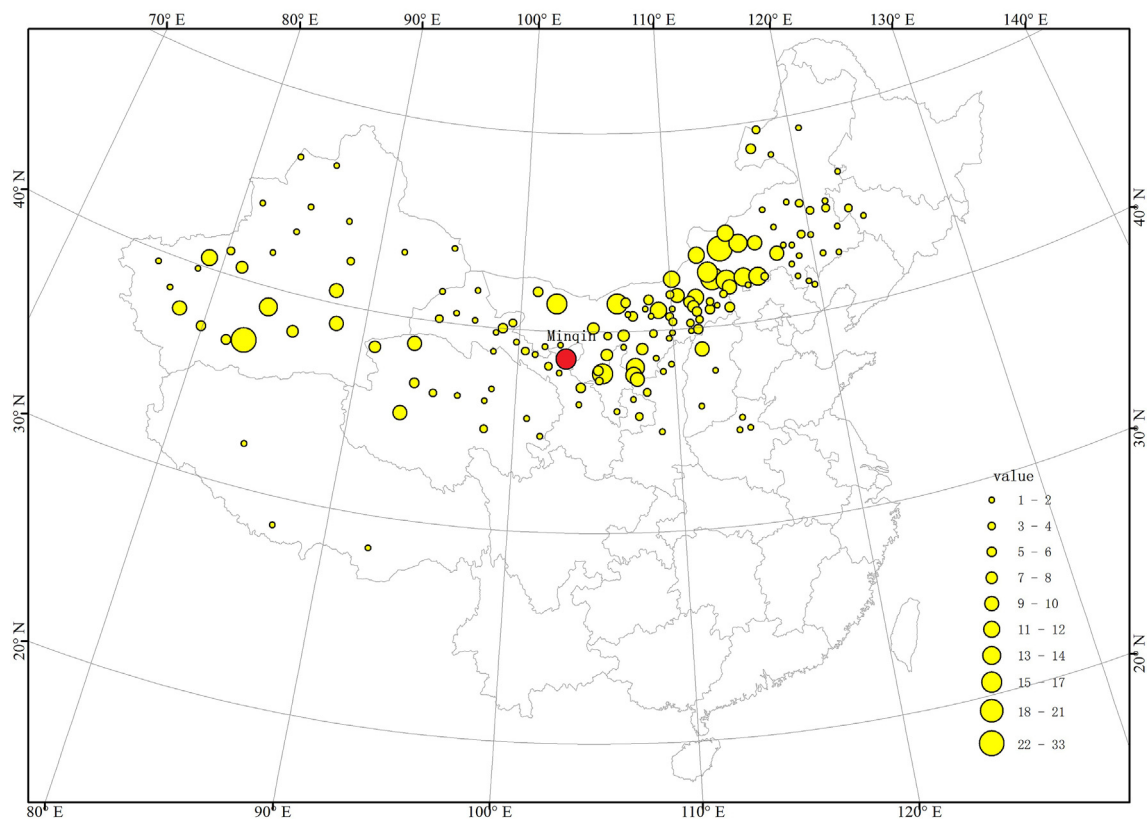 70° E 80° E 90° E 100° E 110° E 120° E 130° E 140° E
40° N
40° N
Minqin
30° N
30° N
value
1 - 2
3 - 4
5 - 6
7 - 8
9 - 10
11 - 12
13 - 14
15 - 17
18 - 21
22 - 33
20° N
20° N
80° E 90° E 100° E 110° E 120° E